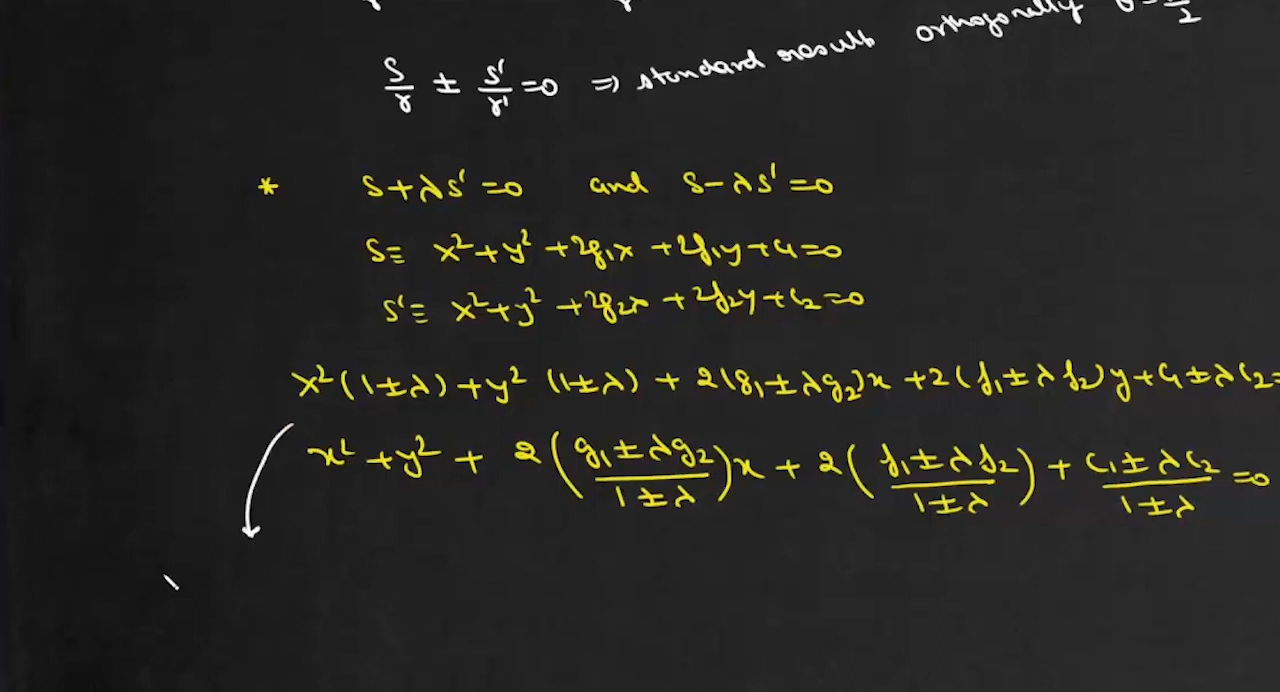 S/r ± S'/r' =0 ⇒ standard result orthogonally
* S+λS' =0 and S-λS' =0
S≡ x²+y² +2g₁x +2f₁y+c₁=0
S'≡ x²+y² +2g₂x +2f₂y+c₂=0
x²(1±λ)+y² (1±λ) + 2(g₁±λg₂)x +2(f₁±λf₂)y+c₁±λc₂=
x² +y² + 2((g₁±λg₂)/(1±λ))x + 2((f₁±λf₂)/(1±λ)) + (c₁±λc₂)/(1±λ) =0